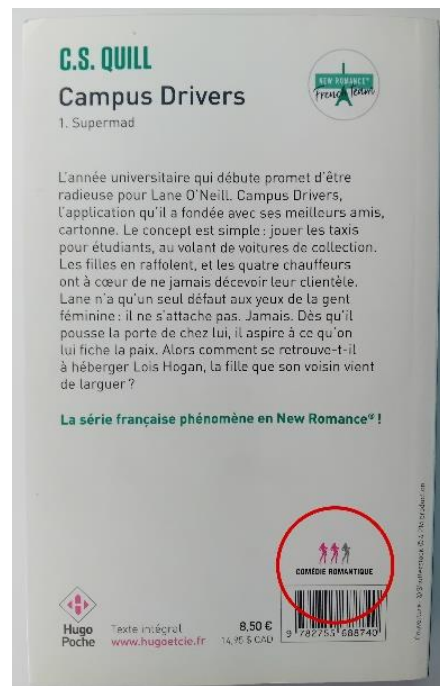 C.S. QUILL
Campus Drivers
1. Supermad
NEW ROMANCE®
French Team
L'année universitaire qui débute promet d'être
radieuse pour Lane O'Neill. Campus Drivers,
l'application qu'il a fondée avec ses meilleurs amis,
cartonne. Le concept est simple : jouer les taxis
pour étudiants, au volant de voitures de collection.
Les filles en raffolent, et les quatre chauffeurs
ont à cœur de ne jamais décevoir leur clientèle.
Lane n'a qu'un seul défaut aux yeux de la gent
féminine : il ne s'attache pas. Jamais. Dès qu'il
pousse la porte de chez lui, il aspire à ce qu'on
lui fiche la paix. Alors comment se retrouve-t-il
à héberger Lois Hogan, la fille que son voisin vient
de larguer ?
La série française phénomène en New Romance® !
COMÉDIE ROMANTIQUE
Hugo
Poche
Texte intégral
www.hugoetcie.fr
8,50 €
14,95 $ CAD
9 782755 688740